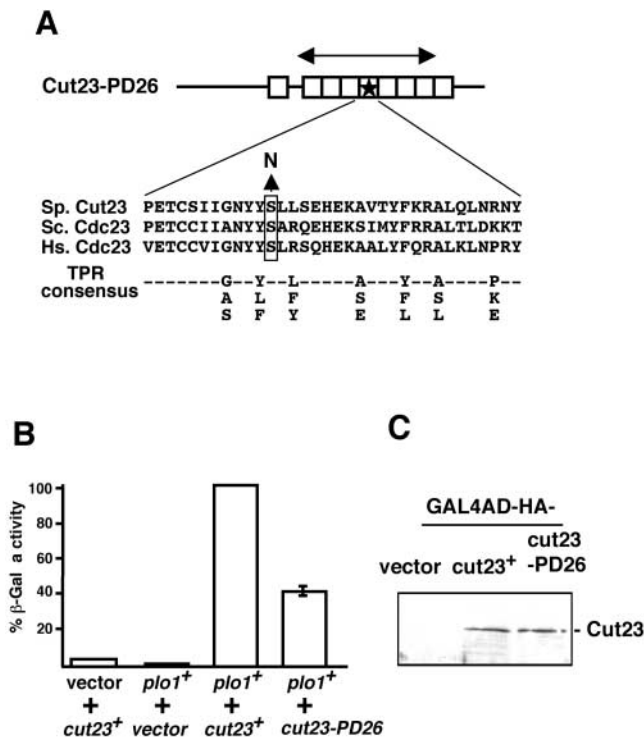 A
Cut23-PD26
N
Sp. Cut23 PETCSIIGNYYSLLSEHEKAVTYFKRALQLNRNY
Sc. Cdc23 PETCCIIANYYSARQEHEKSIMYFRRALTLDKKT
Hs. Cdc23 VETCCVIGNYYSLRSQHEKAALYFQRALKLNPRY
TPR consensus -------G--Y--L-----A---Y--A----P--
A L F S F S K
S F Y E L L E
B
% β-Gal a ctivity
100
80
60
40
20
vector + cut23+
plo1+ + vector
plo1+ + cut23+
plo1+ + cut23-PD26
C
GAL4AD-HA-
vector cut23+ cut23 -PD26
- Cut23